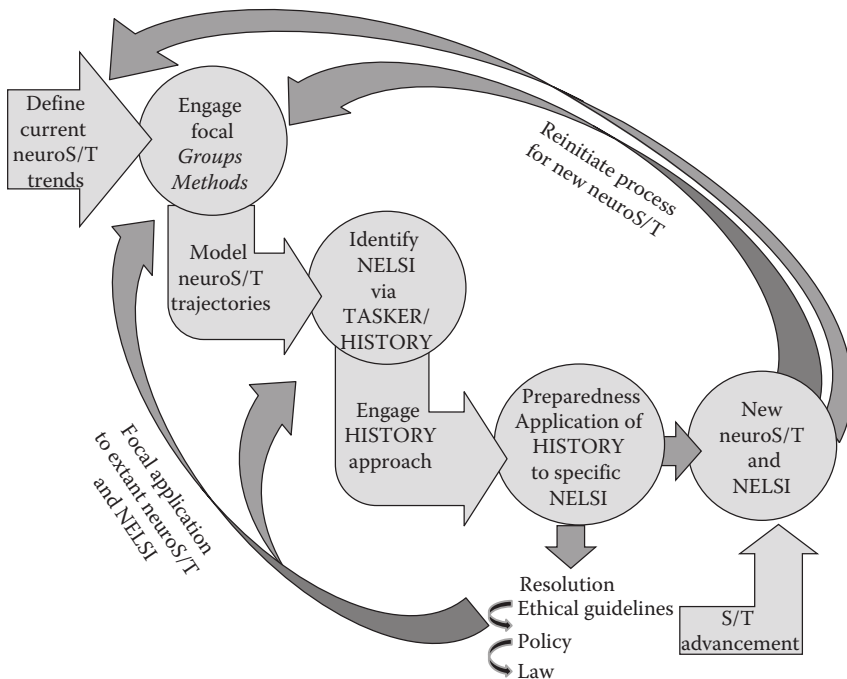 Define
current
neuroS/T
trends
Engage
focal
Groups
Methods
Model
neuroS/T
trajectories
Identify
NELSI
via
TASKER/
HISTORY
Engage
HISTORY
approach
Preparedness
Application of
HISTORY
to specific
NELSI
New
neuroS/T
and
NELSI
Reinitiate process
for new neuroS/T
Focal application
to extant neuroS/T
and NELSI
Resolution
Ethical guidelines
Policy
Law
S/T
advancement